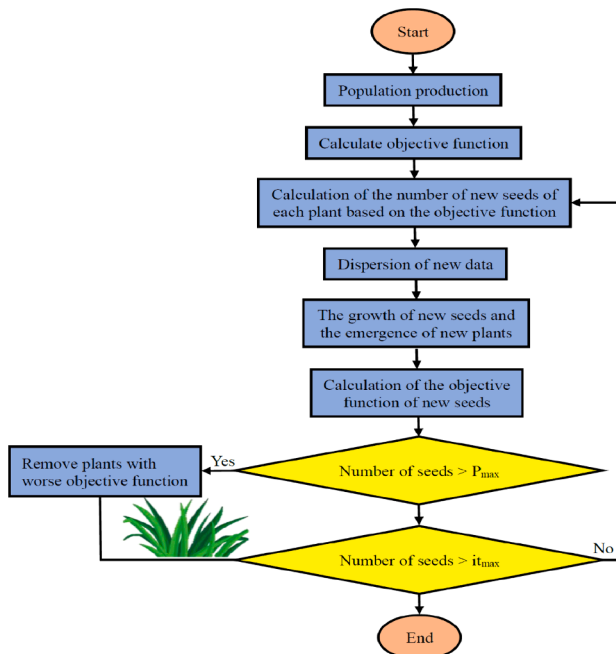 Start
Population production
Calculate objective function
Calculation of the number of new seeds of
each plant based on the objective function
Dispersion of new data
The growth of new seeds and
the emergence of new plants
Calculation of the objective
function of new seeds
Yes
Number of seeds > Pmax
Remove plants with
worse objective function
Number of seeds > itmax
No
End